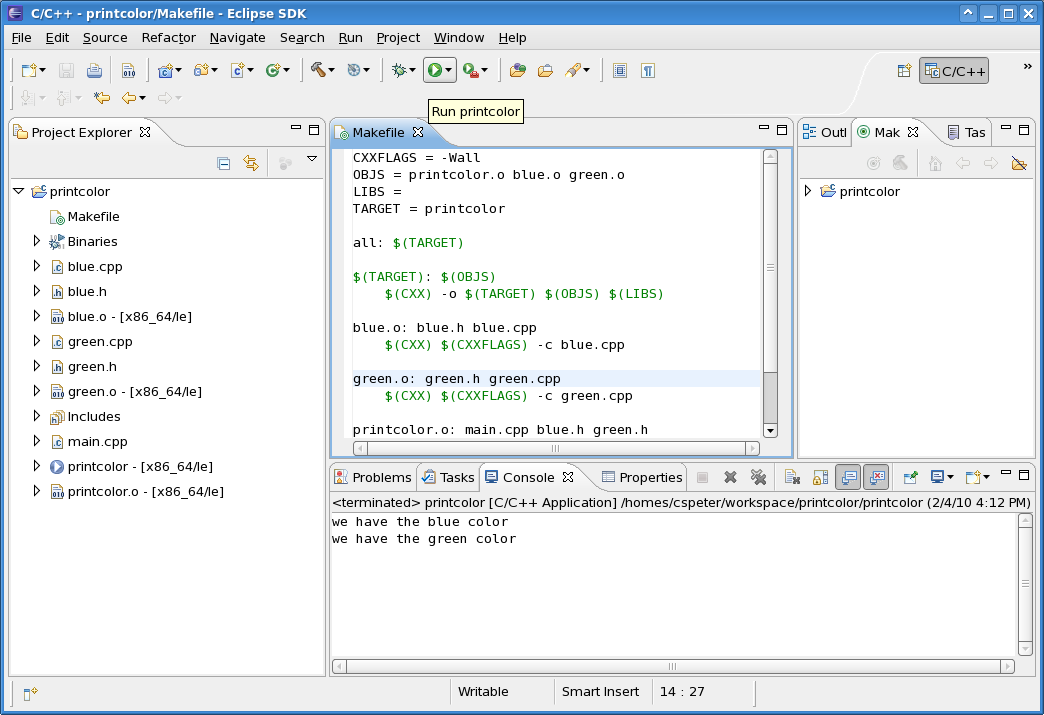 C/C++ - printcolor/Makefile - Eclipse SDK
File Edit Source Refactor Navigate Search Run Project Window Help
C/C++
Run printcolor
Project Explorer
printcolor
Makefile
Binaries
blue.cpp
blue.h
blue.o - [x86_64/le]
green.cpp
green.h
green.o - [x86_64/le]
Includes
main.cpp
printcolor - [x86_64/le]
printcolor.o - [x86_64/le]
Makefile
CXXFLAGS = -Wall
OBJS = printcolor.o blue.o green.o
LIBS =
TARGET = printcolor
all: $(TARGET)
$(TARGET): $(OBJS)
$(CXX) -o $(TARGET) $(OBJS) $(LIBS)
blue.o: blue.h blue.cpp
$(CXX) $(CXXFLAGS) -c blue.cpp
green.o: green.h green.cpp
$(CXX) $(CXXFLAGS) -c green.cpp
printcolor.o: main.cpp blue.h green.h
Outl Mak Tas
printcolor
Problems Tasks Console Properties
<terminated> printcolor [C/C++ Application] /homes/cspeter/workspace/printcolor/printcolor (2/4/10 4:12 PM)
we have the blue color
we have the green color
Writable Smart Insert 14 : 27